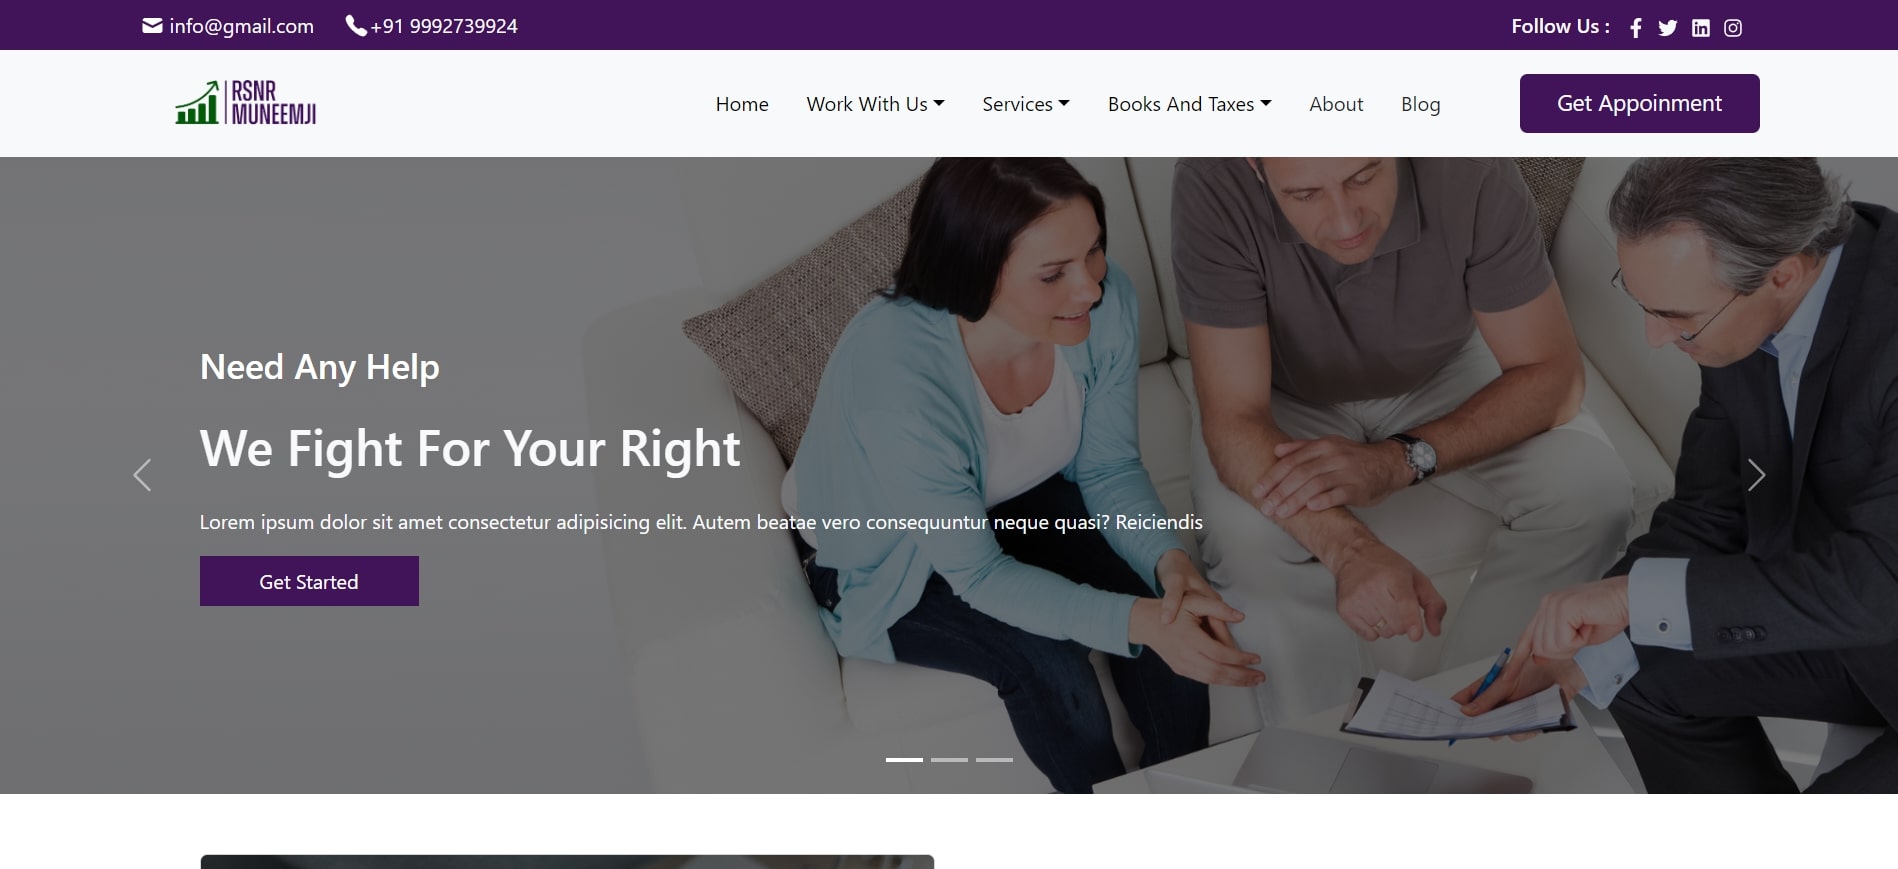 info@gmail.com +91 9992739924 Follow Us :
RSNR
MUNEEMJI
Home Work With Us Services Books And Taxes About Blog Get Appoinment
Need Any Help
We Fight For Your Right
Lorem ipsum dolor sit amet consectetur adipisicing elit. Autem beatae vero consequuntur neque quasi? Reiciendis
Get Started